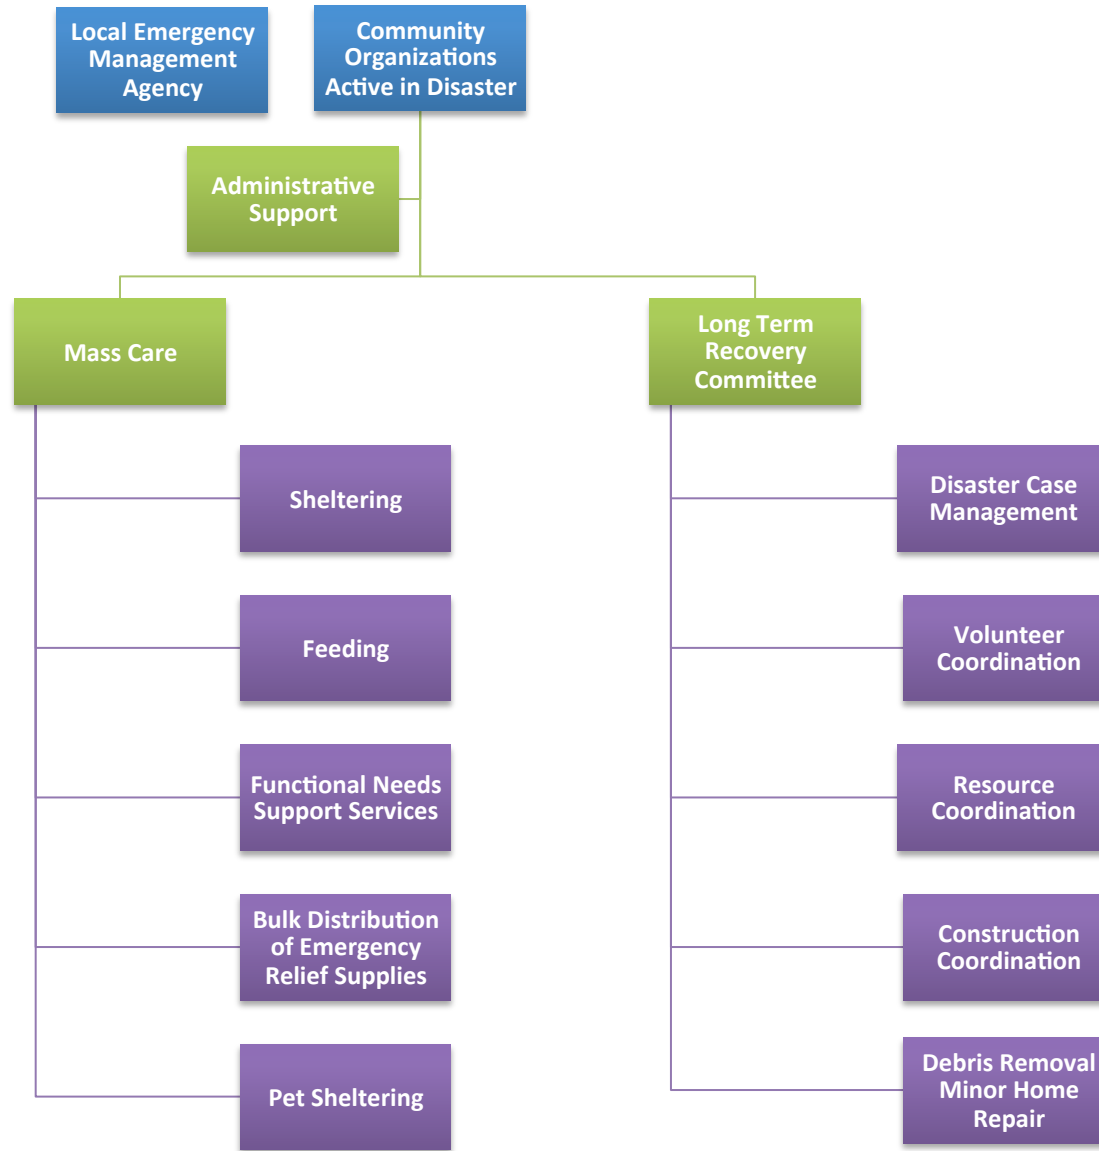 Local Emergency
Management
Agency
Community
Organizations
Active in Disaster
Administrative
Support
Mass Care
Long Term
Recovery
Committee
Sheltering
Disaster Case
Management
Feeding
Volunteer
Coordination
Functional Needs
Support Services
Resource
Coordination
Bulk Distribution
of Emergency
Relief Supplies
Construction
Coordination
Pet Sheltering
Debris Removal
Minor Home
Repair